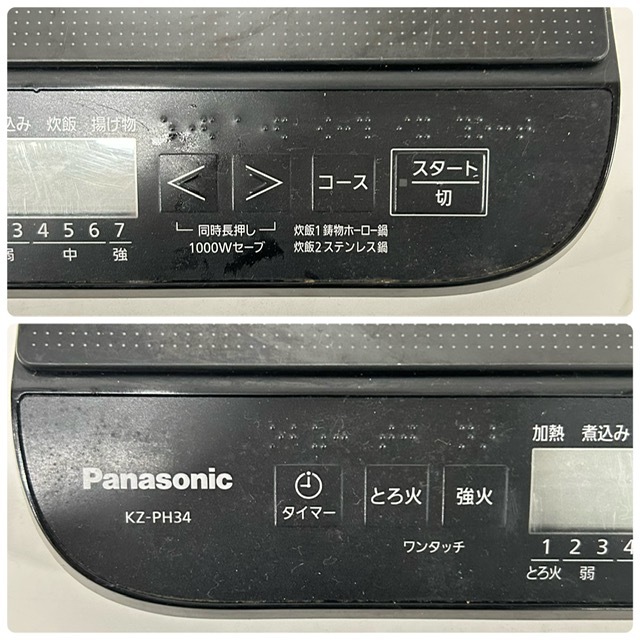 込み 炊飯 揚げ物
< > コース スタート
切
3 4 5 6 7
弱 中 強
同時長押し
1000Wセーブ
炊飯1 鋳物ホーロー鍋
炊飯2 ステンレス鍋
Panasonic
KZ-PH34
タイマー とろ火 強火
ワンタッチ
加熱 煮込み
1 2 3 4
とろ火 弱